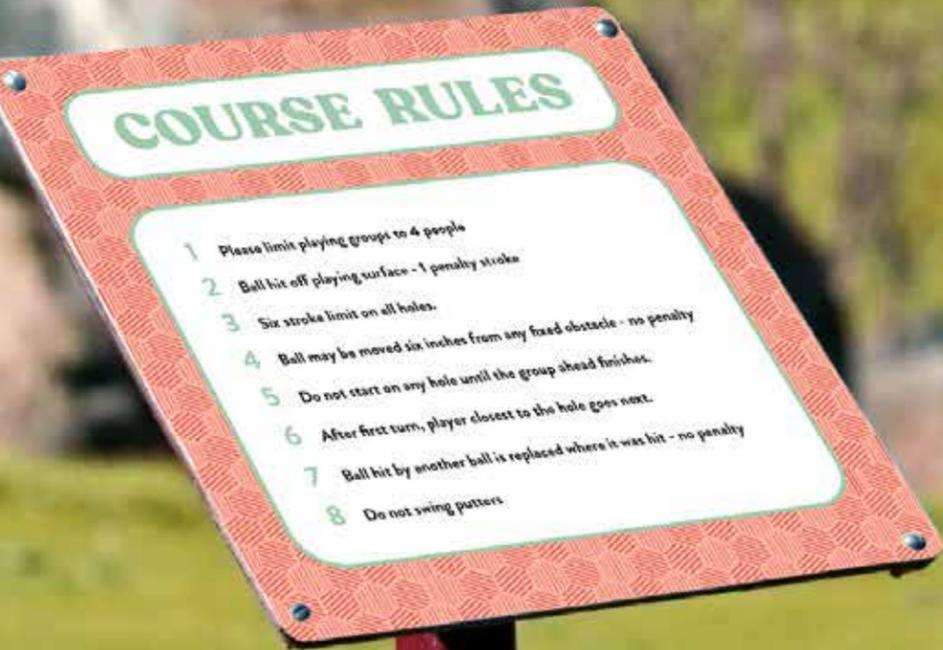 COURSE RULES
1 Please limit playing groups to 4 people
2 Ball hit off playing surface - 1 penalty stroke
3 Six stroke limit on all holes.
4 Ball may be moved six inches from any fixed obstacle - no penalty
5 Do not start on any hole until the group ahead finishes.
6 After first turn, player closest to the hole goes next.
7 Ball hit by another ball is replaced where it was hit - no penalty
8 Do not swing putters